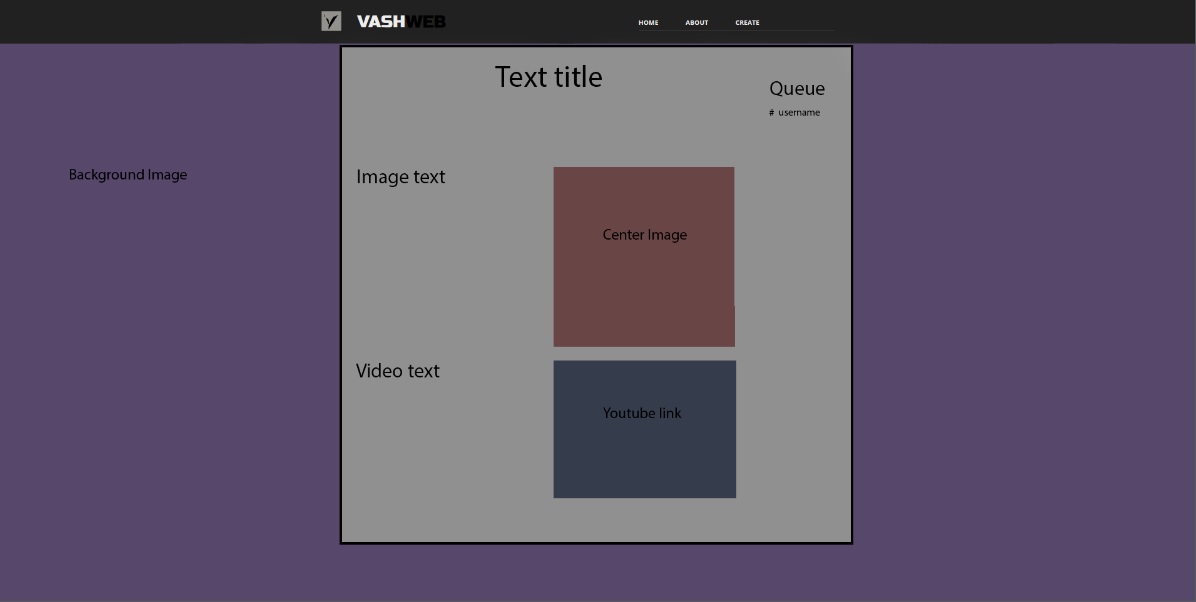 VASHWEB
HOME ABOUT CREATE
Text title
Queue
# username
Background Image
Image text
Center Image
Video text
Youtube link